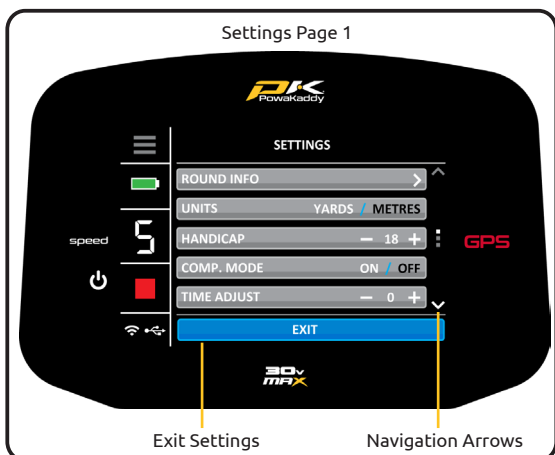 Settings Page 1
PK
PowaKaddy
SETTINGS
ROUND INFO >
UNITS YARDS / METRES
HANDICAP – 18 +
speed 5 GPS
COMP. MODE ON / OFF
TIME ADJUST – 0 +
EXIT
30v
MAX
Exit Settings Navigation Arrows